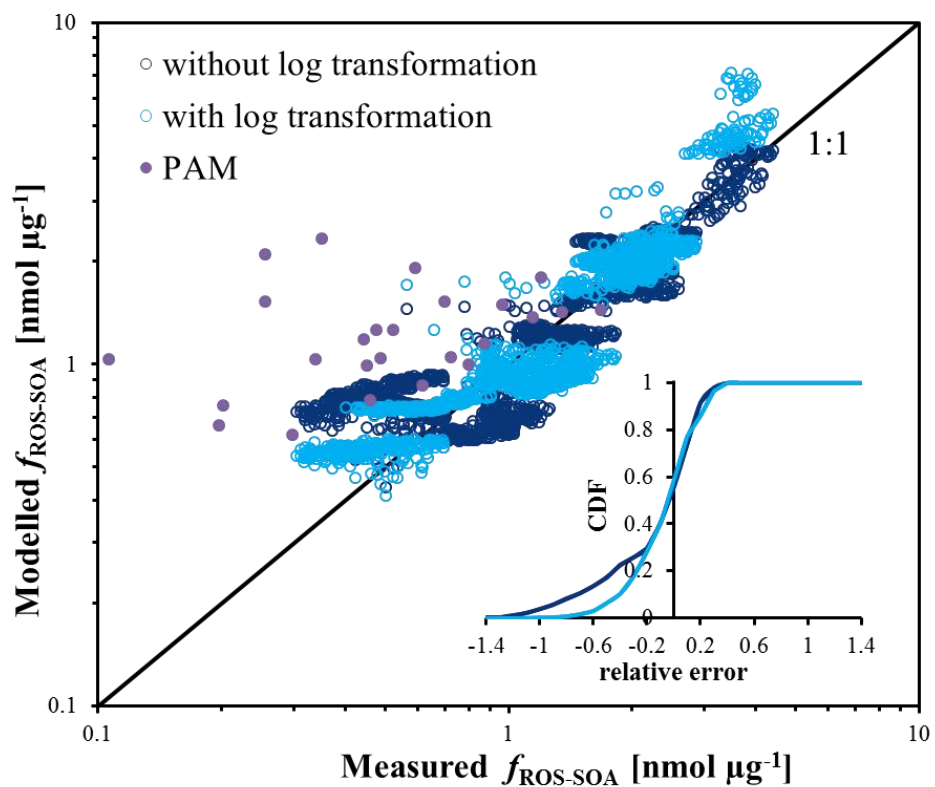 10
without log transformation
with log transformation
PAM
1:1
Modelled fROS-SOA [nmol µg-1]
1
1
0.8
0.6
CDF
0.4
0.2
0
-1.4 -1 -0.6 -0.2 0.2 0.6 1 1.4
relative error
0.1
0.1 1 10
Measured fROS-SOA [nmol µg-1]